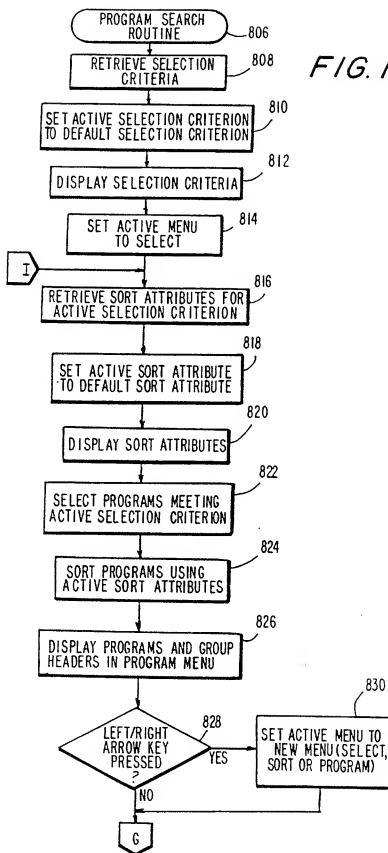 PROGRAM SEARCH
ROUTINE
806
FIG. 1
RETRIEVE SELECTION
CRITERIA
808
SET ACTIVE SELECTION CRITERION
TO DEFAULT SELECTION CRITERION
810
DISPLAY SELECTION CRITERIA
812
SET ACTIVE MENU
TO SELECT
814
I
RETRIEVE SORT ATTRIBUTES FOR
ACTIVE SELECTION CRITERION
816
SET ACTIVE SORT ATTRIBUTE
TO DEFAULT SORT ATTRIBUTE
818
DISPLAY SORT ATTRIBUTES
820
SELECT PROGRAMS MEETING
ACTIVE SELECTION CRITERION
822
SORT PROGRAMS USING
ACTIVE SORT ATTRIBUTES
824
DISPLAY PROGRAMS AND GROUP
HEADERS IN PROGRAM MENU
826
LEFT/RIGHT
ARROW KEY
PRESSED
?
828
YES
SET ACTIVE MENU TO
NEW MENU (SELECT,
SORT OR PROGRAM)
830
NO
G